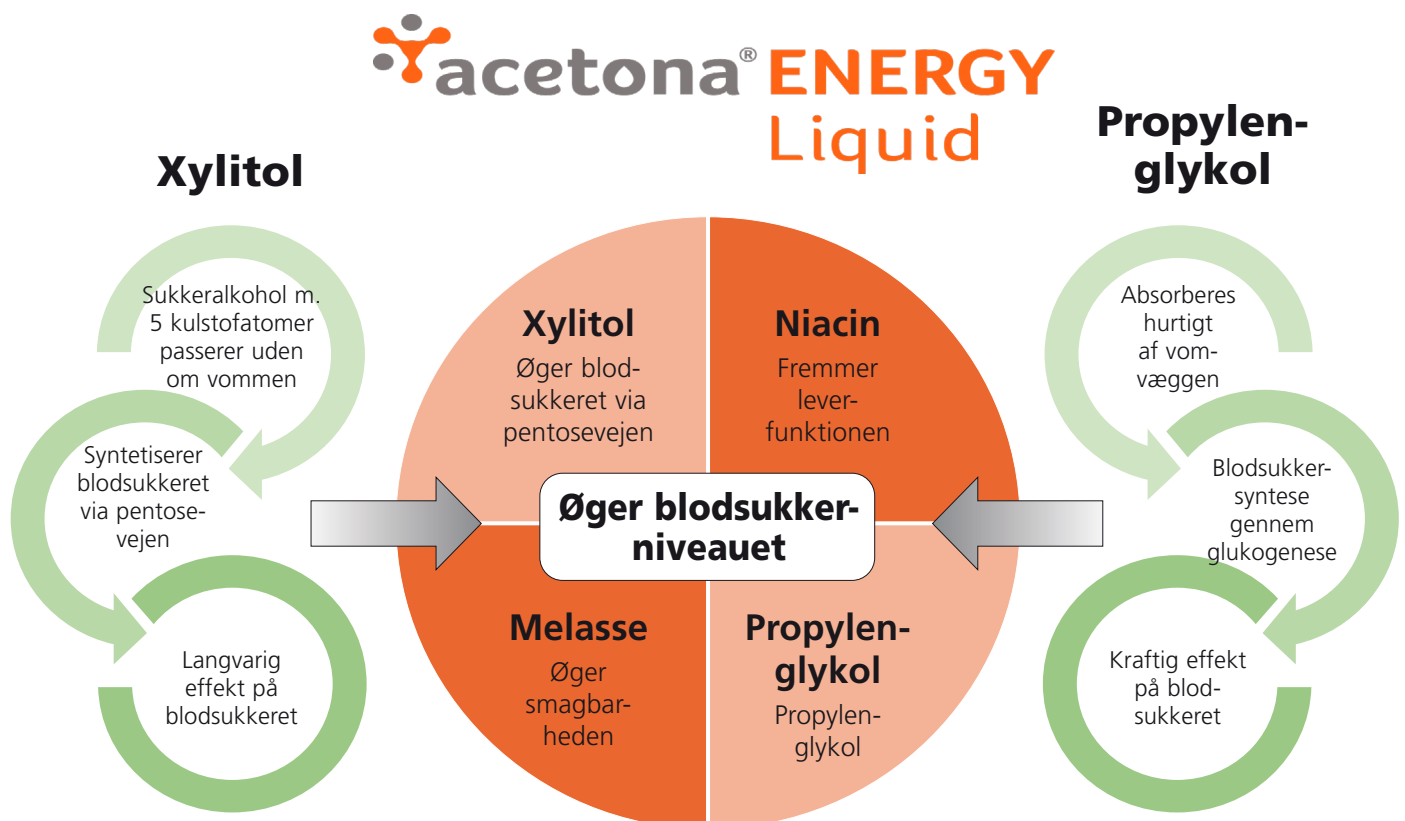 acetona® ENERGY
Liquid
Xylitol
Sukkeralkohol m.
5 kulstofatomer
passerer uden
om vommen
Syntetiserer
blodsukkeret
via pentose-
vejen
Langvarig
effekt på
blodsukkeret
Xylitol
Øger blod-
sukkeret via
pentosevejen
Niacin
Fremmer
lever-
funktionen
Øger blodsukker-
niveauet
Melasse
Øger
smagbar-
heden
Propylen-
glykol
Propylen-
glykol
Propylen-
glykol
Absorberes
hurtigt
af vom-
væggen
Blodsukker-
syntese
gennem
glukogenese
Kraftig effekt
på blod-
sukkeret